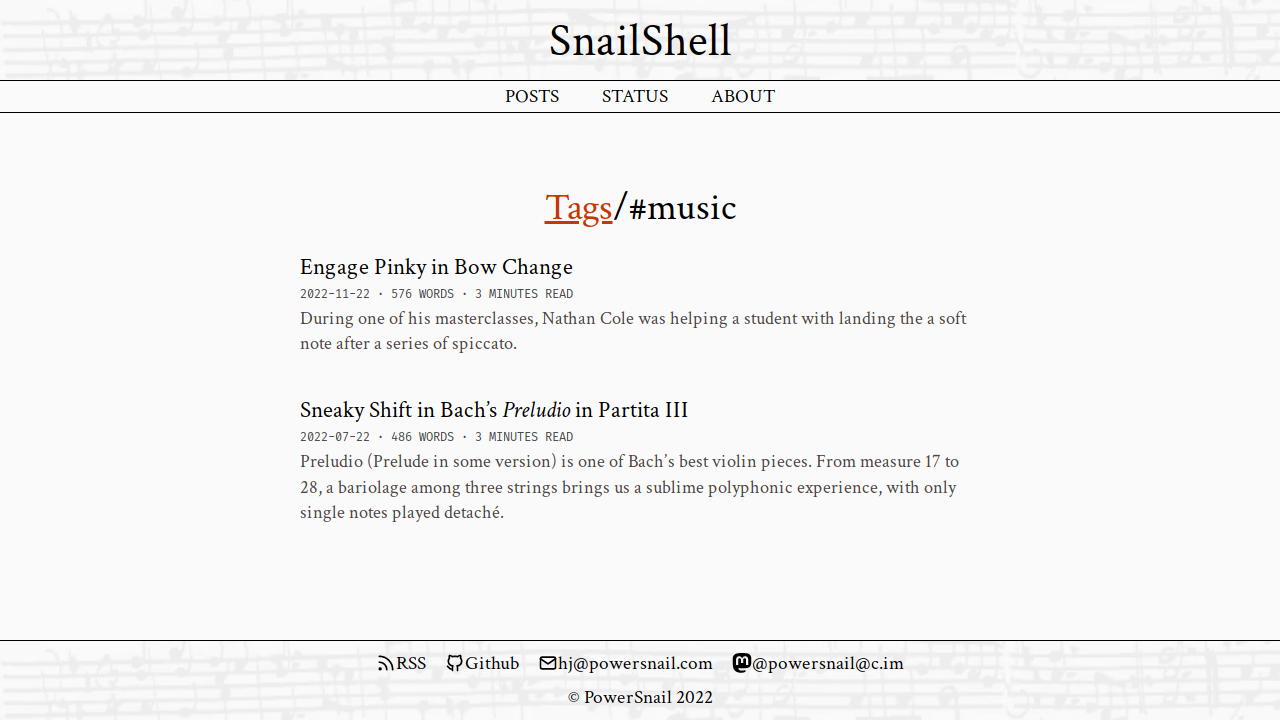 SnailShell
POSTS STATUS ABOUT
Tags/#music
Engage Pinky in Bow Change
2022-11-22 · 576 WORDS · 3 MINUTES READ
During one of his masterclasses, Nathan Cole was helping a student with landing the a soft
note after a series of spiccato.
Sneaky Shift in Bach’s Preludio in Partita III
2022-07-22 · 486 WORDS · 3 MINUTES READ
Preludio (Prelude in some version) is one of Bach’s best violin pieces. From measure 17 to
28, a bariolage among three strings brings us a sublime polyphonic experience, with only
single notes played detaché.
RSS Github hj@powersnail.com @powersnail@c.im
© PowerSnail 2022